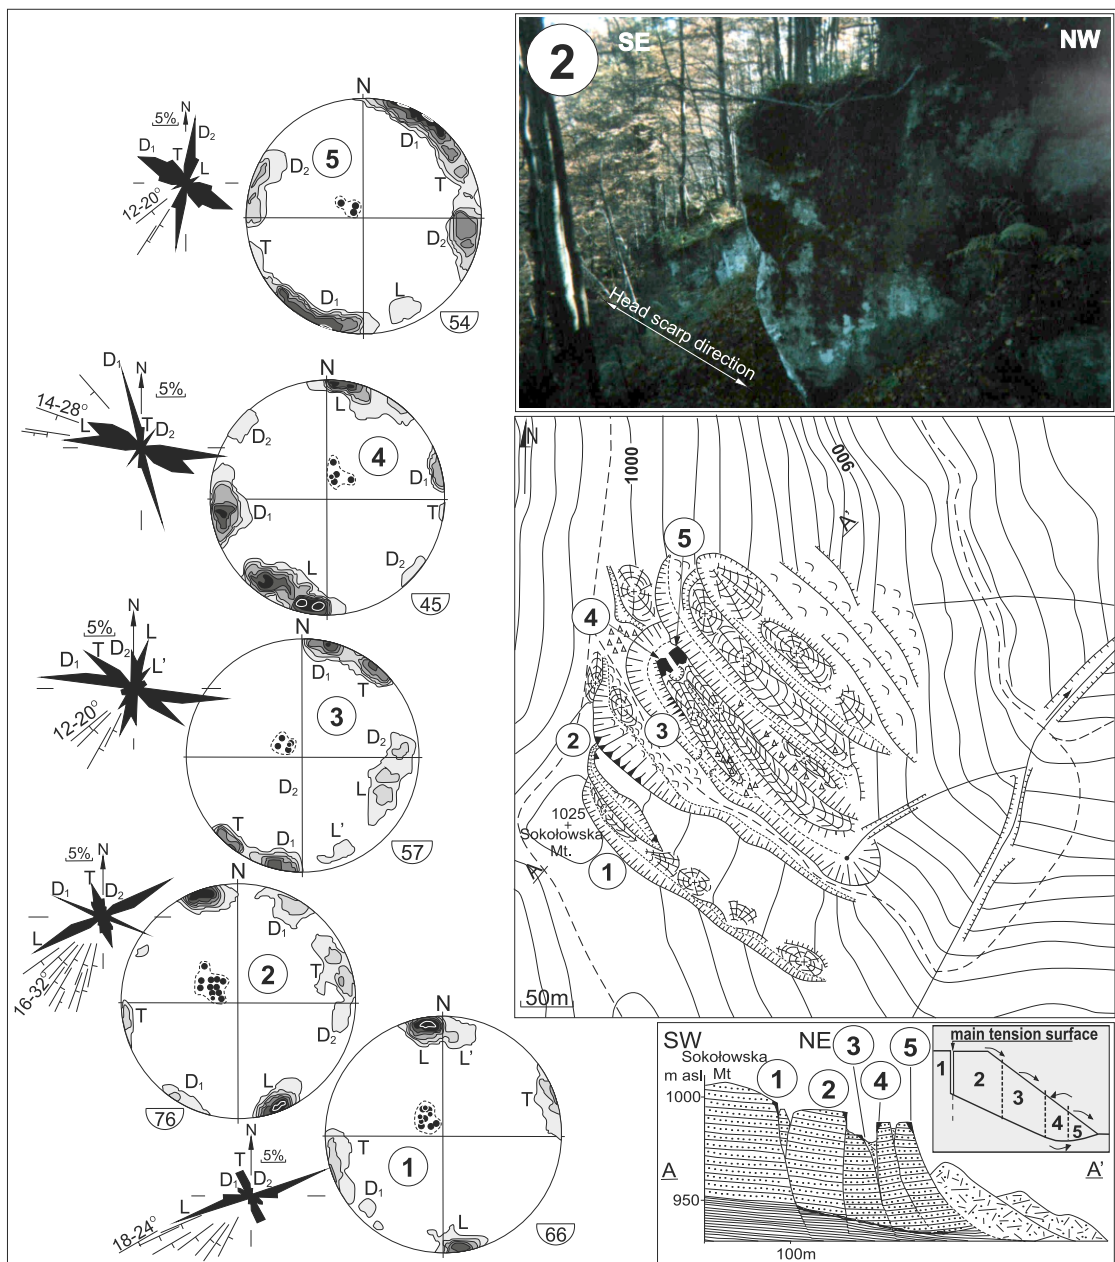 N
5%
D2
D1
T
L
12-20°
N
5
D1
D2
T
D2
T
D1
L
54
D1
N
5%
14-28°
L
T
D2
N
L
D2
4
D1
D1
T
L
D2
45
N
5%
L
T
D2
D1
L'
12-20°
N
D1
T
3
D2
D2
L
T
D1
L'
57
N
5%
T
D1
D2
L
16-32°
N
D1
2
T
T
D2
D1
L
76
N
5%
T
D1
D2
L
18-24°
N
L
L'
T
T
1
D1
L
66
2
SE
NW
Head scarp direction
N
1000
900
A'
5
4
3
2
1025
+
Sokołowska
Mt.
A
1
50m
SW
NE
Sokołowska
Mt
m asl
1000
950
1
2
3
4
5
A
A'
100m
main tension surface
1
2
3
4
5